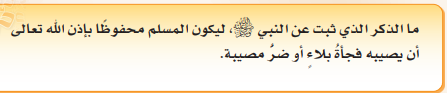 ما الذكر الذي ثبت عن النبي ﷺ، ليكون المسلم محفوظًا بإذن الله تعالى
أن يصيبه فجأةُ بلاءٍ أو ضرُّ مصيبة.